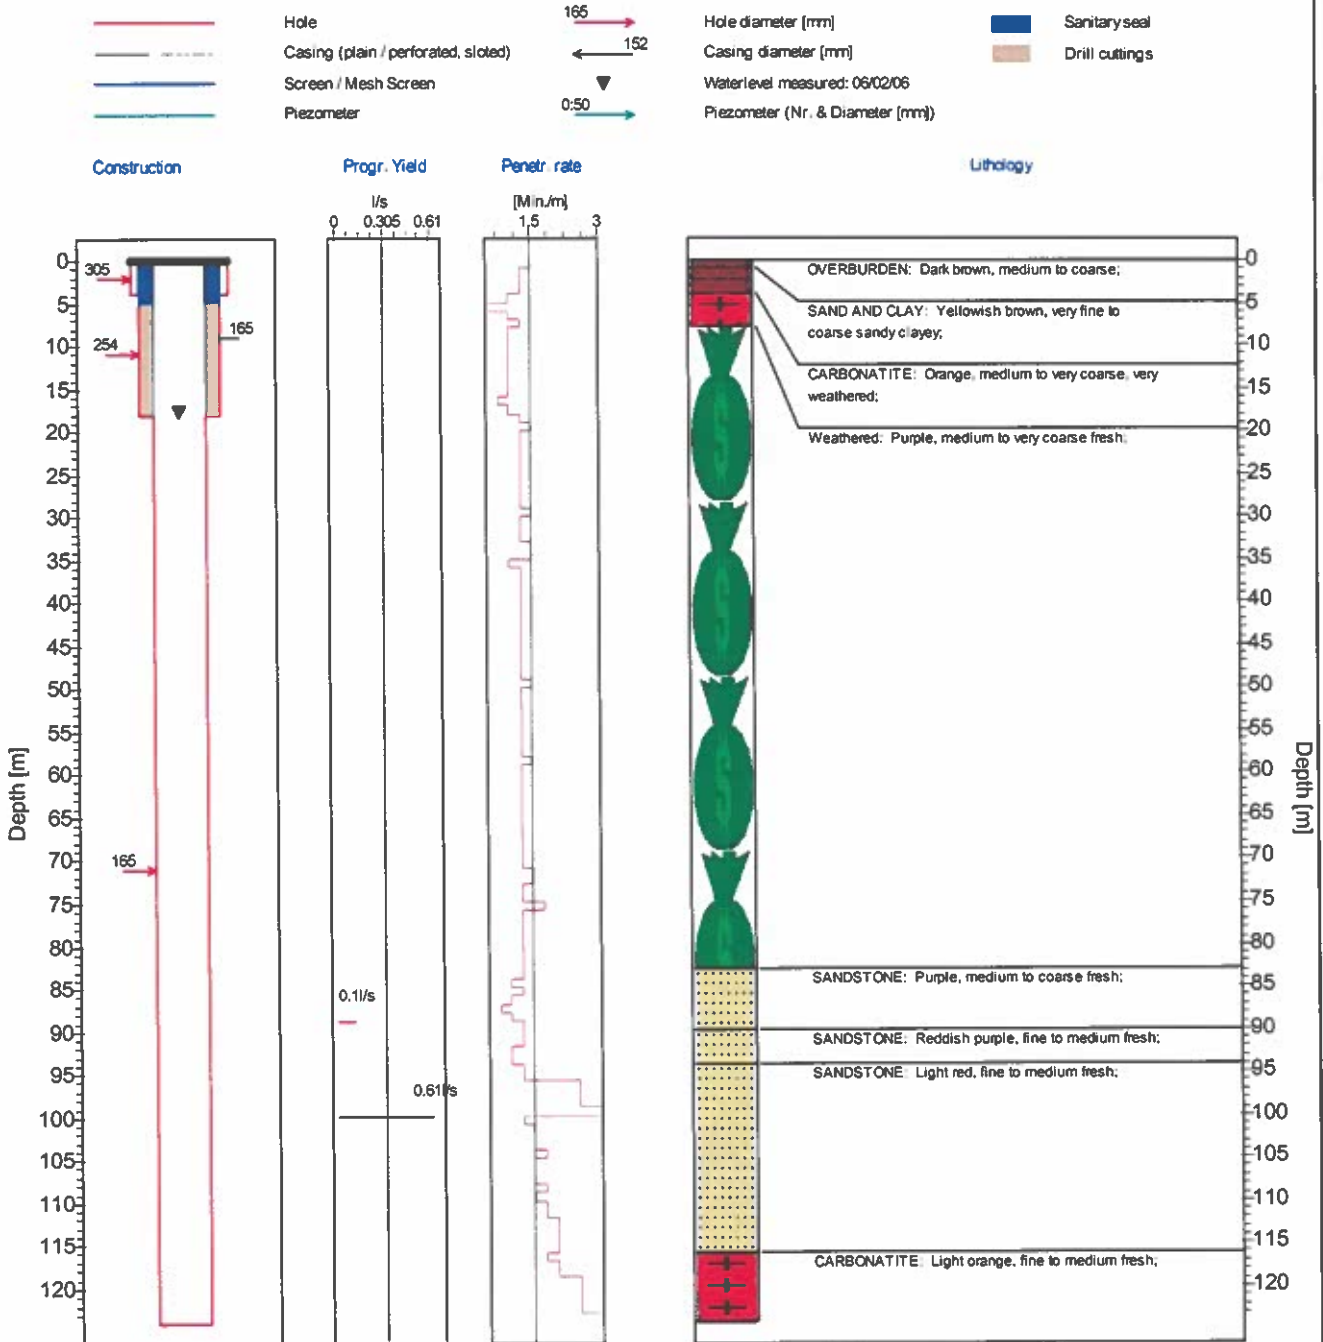 Hole
165
Hole diameter [mm]
Sanitary seal
Casing (plain / perforated, sloted)
152
Casing diameter [mm]
Drill cuttings
Screen / Mesh Screen
Waterlevel measured: 06/02/06
Piezometer
0:50
Piezometer (Nr. & Diameter [mm])
Construction
Progr. Yield
Penetr. rate
Lithology
l/s
[Min./m]
0 0.305 0.61
1.5 3
Depth [m]
0
5
10
15
20
25
30
35
40
45
50
55
60
65
70
75
80
85
90
95
100
105
110
115
120
305
254
165
165
0.1l/s
0.61l/s
OVERBURDEN: Dark brown, medium to coarse;
SAND AND CLAY: Yellowish brown, very fine to
coarse sandy clayey;
CARBONATITE: Orange, medium to very coarse, very
weathered;
Weathered: Purple, medium to very coarse fresh;
SANDSTONE: Purple, medium to coarse fresh;
SANDSTONE: Reddish purple, fine to medium fresh;
SANDSTONE: Light red, fine to medium fresh;
CARBONATITE: Light orange, fine to medium fresh;
0
5
10
15
20
25
30
35
40
45
50
55
60
65
70
75
80
85
90
95
100
105
110
115
120
Depth [m]